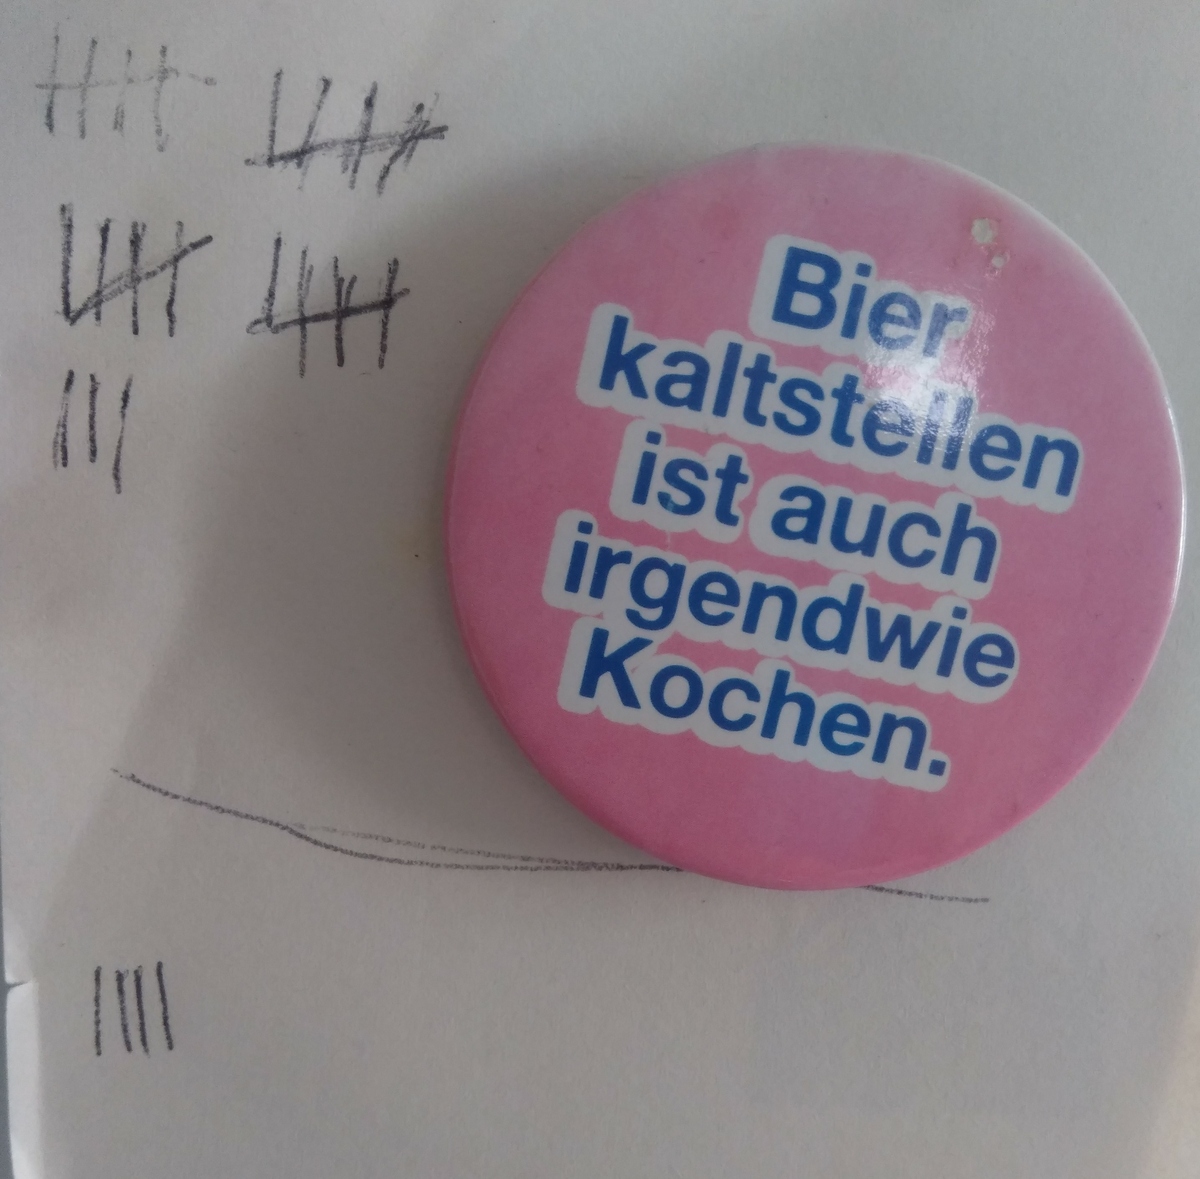 Bier
kaltstellen
ist auch
irgendwie
Kochen.